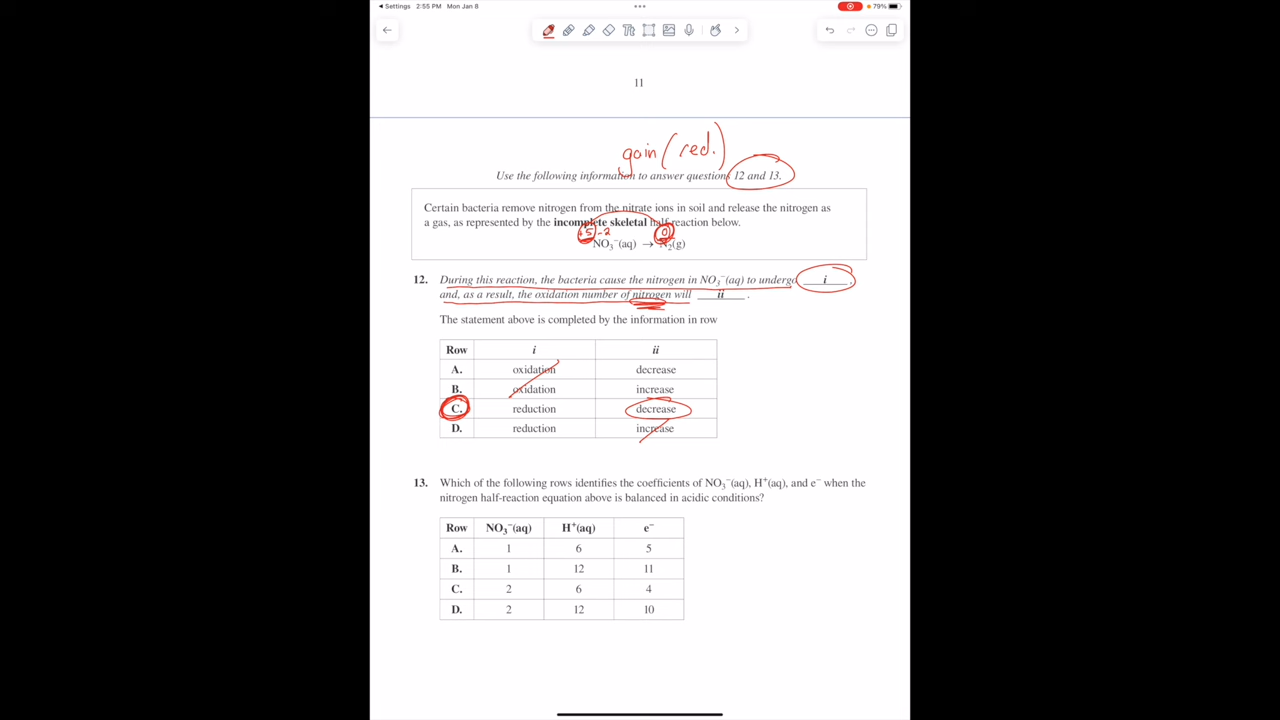 Settings 2:55 PM Mon Jan 8 79%
11
gain (red.)
Use the following information to answer questions 12 and 13.
Certain bacteria remove nitrogen from the nitrate ions in soil and release the nitrogen as
a gas, as represented by the incomplete skeletal half-reaction below.
+5 -2 0
NO₃⁻(aq) → N₂(g)
12. During this reaction, the bacteria cause the nitrogen in NO₃⁻(aq) to undergo ___i___ ,
and, as a result, the oxidation number of nitrogen will ___ii___ .
The statement above is completed by the information in row
Row i ii
A. oxidation decrease
B. oxidation increase
C. reduction decrease
D. reduction increase
13. Which of the following rows identifies the coefficients of NO₃⁻(aq), H⁺(aq), and e⁻ when the
nitrogen half-reaction equation above is balanced in acidic conditions?
Row NO₃⁻(aq) H⁺(aq) e⁻
A. 1 6 5
B. 1 12 11
C. 2 6 4
D. 2 12 10